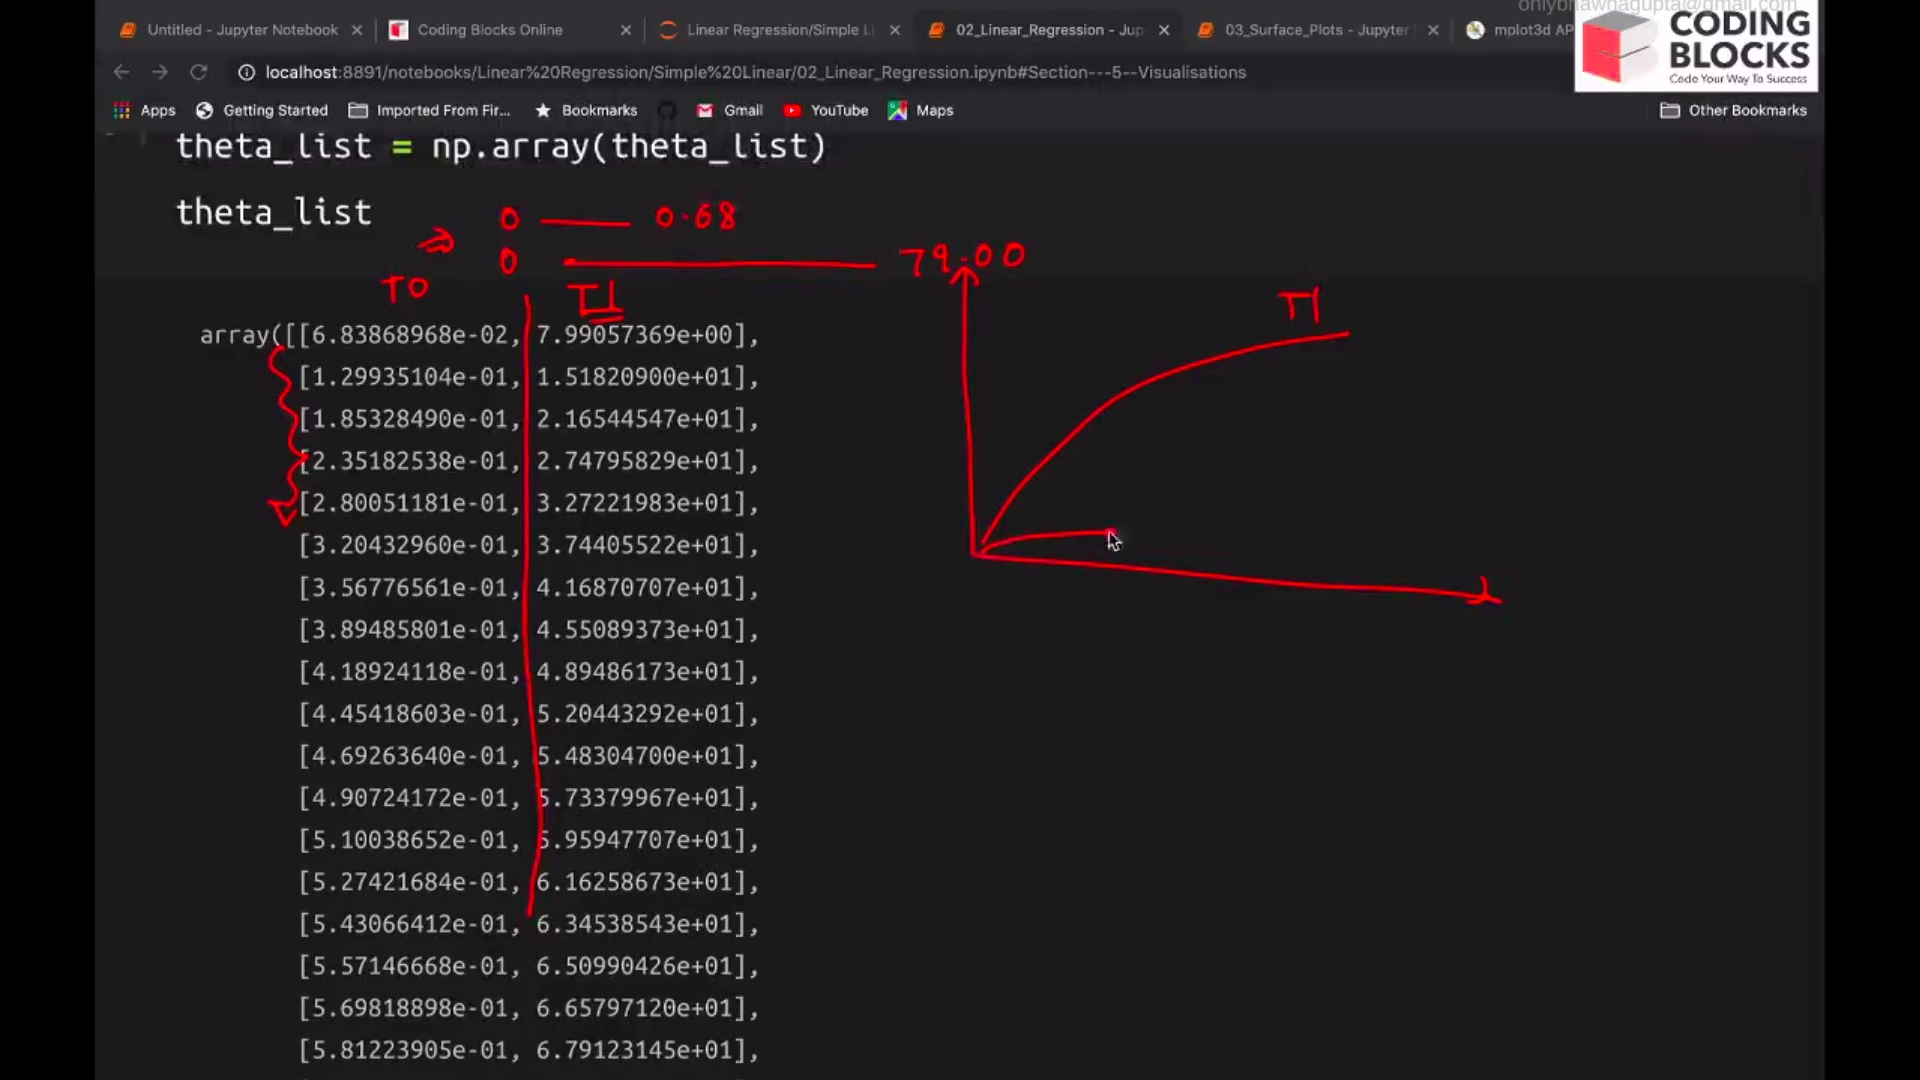 onlybhawnagupta@gmail.com
Untitled - Jupyter Notebook
Coding Blocks Online
Linear Regression/Simple Li
02_Linear_Regression - Jup
03_Surface_Plots - Jupyter
mplot3d AP
CODING
BLOCKS
Code Your Way To Success
localhost:8891/notebooks/Linear%20Regression/Simple%20Linear/02_Linear_Regression.ipynb#Section---5--Visualisations
Apps Getting Started Imported From Fir... Bookmarks Gmail YouTube Maps Other Bookmarks
theta_list = np.array(theta_list)
theta_list
0 0.68
0 79.00
T0 T1
T1
array([[6.83868968e-02, 7.99057369e+00],
[1.29935104e-01, 1.51820900e+01],
[1.85328490e-01, 2.16544547e+01],
[2.35182538e-01, 2.74795829e+01],
[2.80051181e-01, 3.27221983e+01],
[3.20432960e-01, 3.74405522e+01],
[3.56776561e-01, 4.16870707e+01],
[3.89485801e-01, 4.55089373e+01],
[4.18924118e-01, 4.89486173e+01],
[4.45418603e-01, 5.20443292e+01],
[4.69263640e-01, 5.48304700e+01],
[4.90724172e-01, 5.73379967e+01],
[5.10038652e-01, 5.95947707e+01],
[5.27421684e-01, 6.16258673e+01],
[5.43066412e-01, 6.34538543e+01],
[5.57146668e-01, 6.50990426e+01],
[5.69818898e-01, 6.65797120e+01],
[5.81223905e-01, 6.79123145e+01],